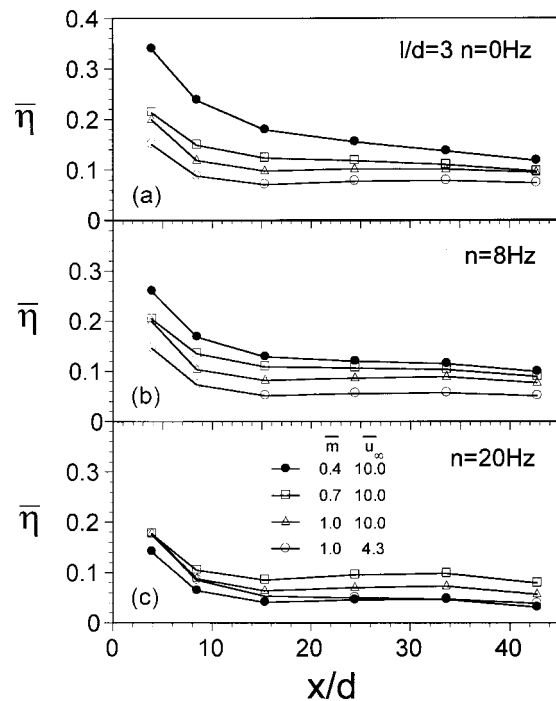 0.4
l/d=3 n=0Hz
0.3
η̅
0.2
0.1
(a)
0
n=8Hz
0.3
η̅
0.2
0.1
(b)
0
m̅ u̅∞
n=20Hz
0.4 10.0
0.3
0.7 10.0
η̅
0.2
1.0 10.0
1.0 4.3
0.1
(c)
0
0 10 20 30 40
x/d